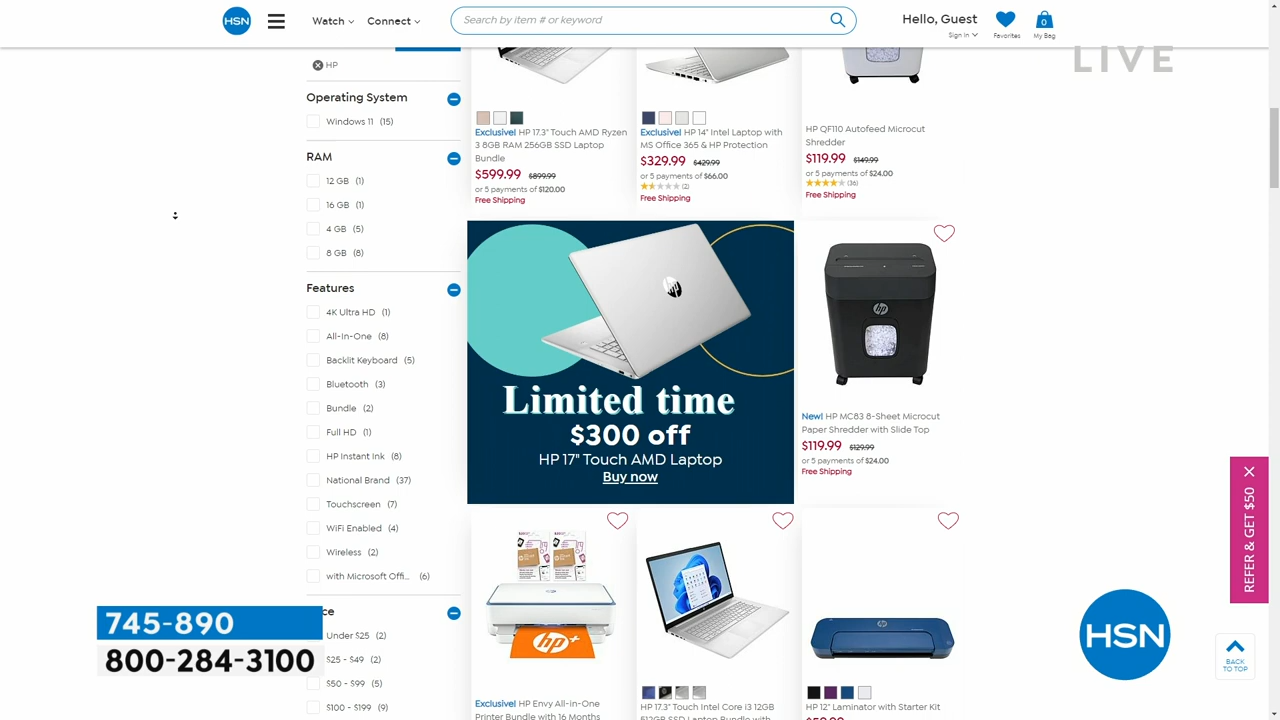 HSN
Watch
Connect
Search by item # or keyword
Hello, Guest
Sign In
Favorites
0
My Bag
LIVE
HP
Operating System
Windows 11 (15)
RAM
12 GB (1)
16 GB (1)
4 GB (5)
8 GB (8)
Features
4K Ultra HD (1)
All-In-One (8)
Backlit Keyboard (5)
Bluetooth (3)
Bundle (2)
Full HD (1)
HP Instant Ink (8)
National Brand (37)
Touchscreen (7)
WiFi Enabled (4)
Wireless (2)
with Microsoft Offi... (6)
ce
Under $25 (2)
$25 - $49 (2)
$50 - $99 (5)
$100 - $199 (9)
745-890
800-284-3100
Exclusive! HP 17.3" Touch AMD Ryzen
3 8GB RAM 256GB SSD Laptop
Bundle
$599.99 $899.99
or 5 payments of $120.00
Free Shipping
Exclusive! HP 14" Intel Laptop with
MS Office 365 & HP Protection
$329.99 $429.99
or 5 payments of $66.00
(2)
Free Shipping
HP QF110 Autofeed Microcut
Shredder
$119.99 $149.99
or 5 payments of $24.00
(36)
Free Shipping
hp
Limited time
$300 off
HP 17" Touch AMD Laptop
Buy now
hp
New! HP MC83 8-Sheet Microcut
Paper Shredder with Slide Top
$119.99 $129.99
or 5 payments of $24.00
Free Shipping
hp+
Exclusive! HP Envy All-in-One
Printer Bundle with 16 Months
HP 17.3" Touch Intel Core i3 12GB
512GB SSD Laptop Bundle with
hp
HP 12" Laminator with Starter Kit
REFER & GET $50
HSN
BACK
TO TOP